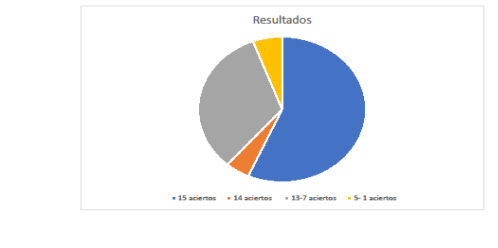 Resultados
15 aciertos 14 aciertos 13-7 aciertos 5- 1 aciertos